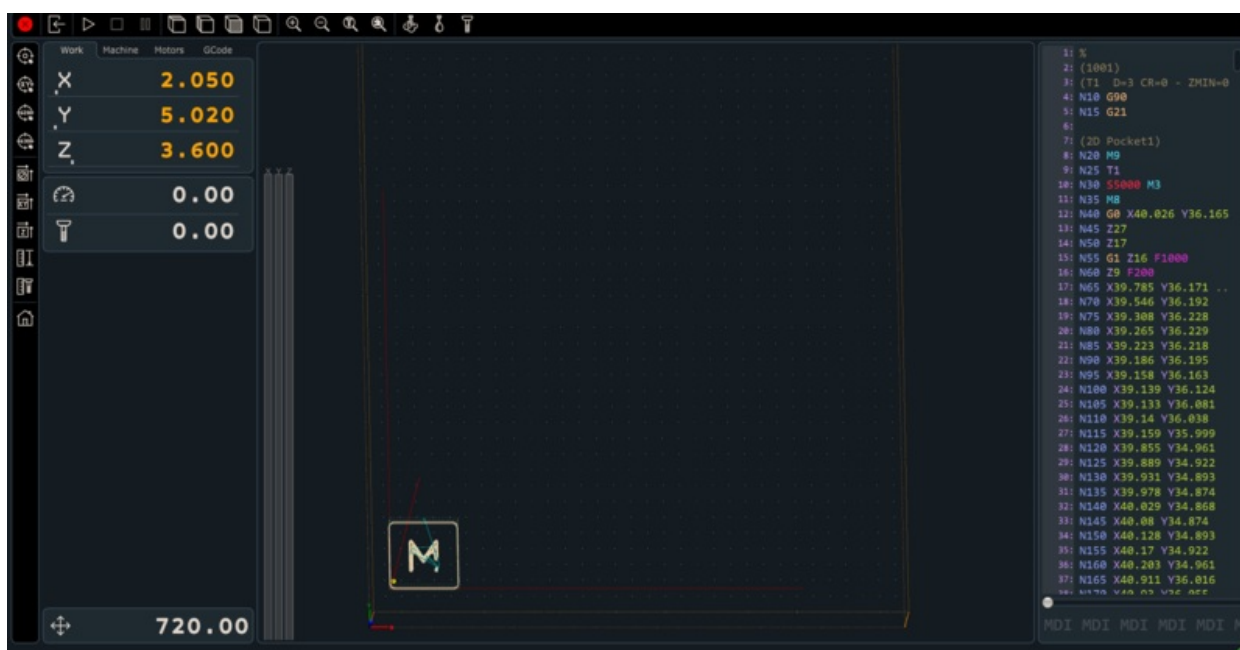 Work Machine Motors GCode
X 2.050
Y 5.020
Z 3.600
0.00
0.00
720.00
X Y Z
M
1: %
2: (1001)
3: (T1 D=3 CR=0 - ZMIN=0
4: N10 G90
5: N15 G21
6:
7: (2D Pocket1)
8: N20 M9
9: N25 T1
10: N30 S5000 M3
11: N35 M8
12: N40 G0 X40.026 Y36.165
13: N45 Z27
14: N50 Z17
15: N55 G1 Z16 F1000
16: N60 Z9 F200
17: N65 X39.785 Y36.171 ..
18: N70 X39.546 Y36.192
19: N75 X39.308 Y36.228
20: N80 X39.265 Y36.229
21: N85 X39.223 Y36.218
22: N90 X39.186 Y36.195
23: N95 X39.158 Y36.163
24: N100 X39.139 Y36.124
25: N105 X39.133 Y36.081
26: N110 X39.14 Y36.038
27: N115 X39.159 Y35.999
28: N120 X39.855 Y34.961
29: N125 X39.889 Y34.922
30: N130 X39.931 Y34.893
31: N135 X39.978 Y34.874
32: N140 X40.029 Y34.868
33: N145 X40.08 Y34.874
34: N150 X40.128 Y34.893
35: N155 X40.17 Y34.922
36: N160 X40.203 Y34.961
37: N165 X40.911 Y36.016
MDI MDI MDI MDI MDI